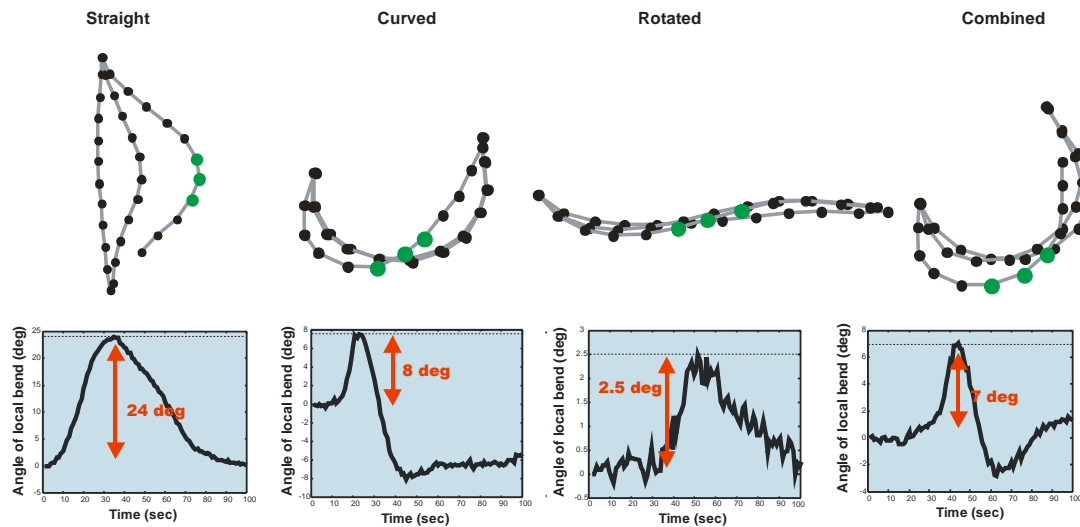 Straight Curved Rotated Combined
Angle of local bend (deg)
25
20
15
10
5
0
-5
24 deg
0 10 20 30 40 50 60 70 80 90 100
Time (sec)
Angle of local bend (deg)
8
6
4
2
0
-2
-4
-6
-8
-10
8 deg
0 10 20 30 40 50 60 70 80 90 100
Time (sec)
Angle of local bend (deg)
3
2.5
2
1.5
1
0.5
0
-0.5
2.5 deg
0 10 20 30 40 50 60 70 80 90 100
Time (sec)
Angle of local bend (deg)
8
6
4
2
0
-2
-4
7 deg
0 10 20 30 40 50 60 70 80 90 100
Time (sec)